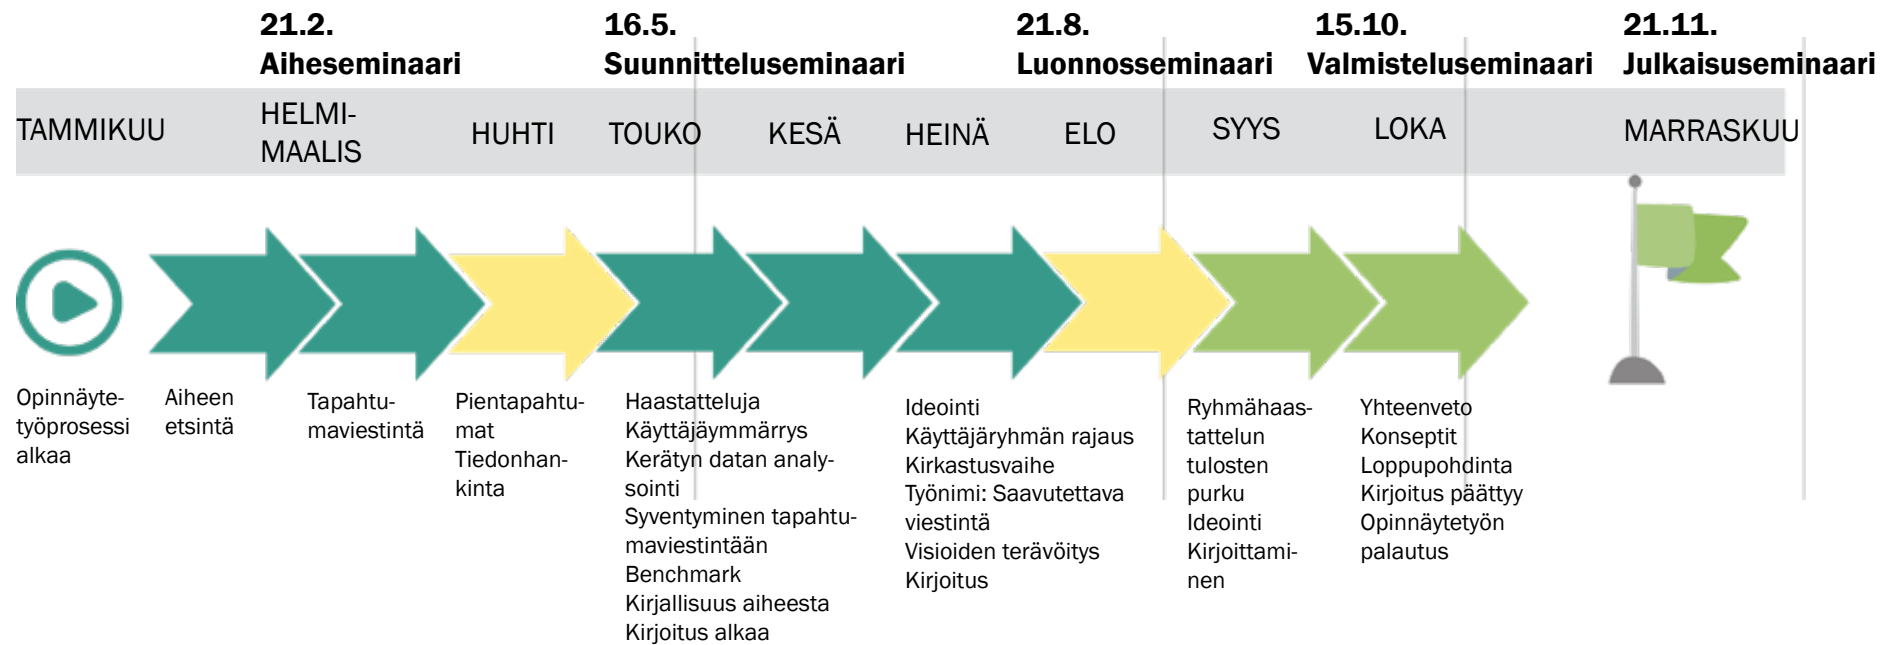 21.2.
Aiheseminaari
16.5.
Suunnitteluseminaari
21.8.
Luonnosseminaari
15.10.
Valmisteluseminaari
21.11.
Julkaisuseminaari
TAMMIKUU
HELMI-
MAALIS
HUHTI
TOUKO
KESÄ
HEINÄ
ELO
SYYS
LOKA
MARRASKUU
Opinnäyte-
työprosessi
alkaa
Aiheen
etsintä
Tapahtu-
maviestintä
Pientapahtu-
mat
Tiedonhan-
kinta
Haastatteluja
Käyttäjäymmärrys
Kerätyn datan analy-
sointi
Syventyminen tapahtu-
maviestintään
Benchmark
Kirjallisuus aiheesta
Kirjoitus alkaa
Ideointi
Käyttäjäryhmän rajaus
Kirkastusvaihe
Työnimi: Saavutettava
viestintä
Visioiden terävöitys
Kirjoitus
Ryhmähaas-
tattelun
tulosten
purku
Ideointi
Kirjoittami-
nen
Yhteenveto
Konseptit
Loppupohdinta
Kirjoitus päättyy
Opinnäytetyön
palautus